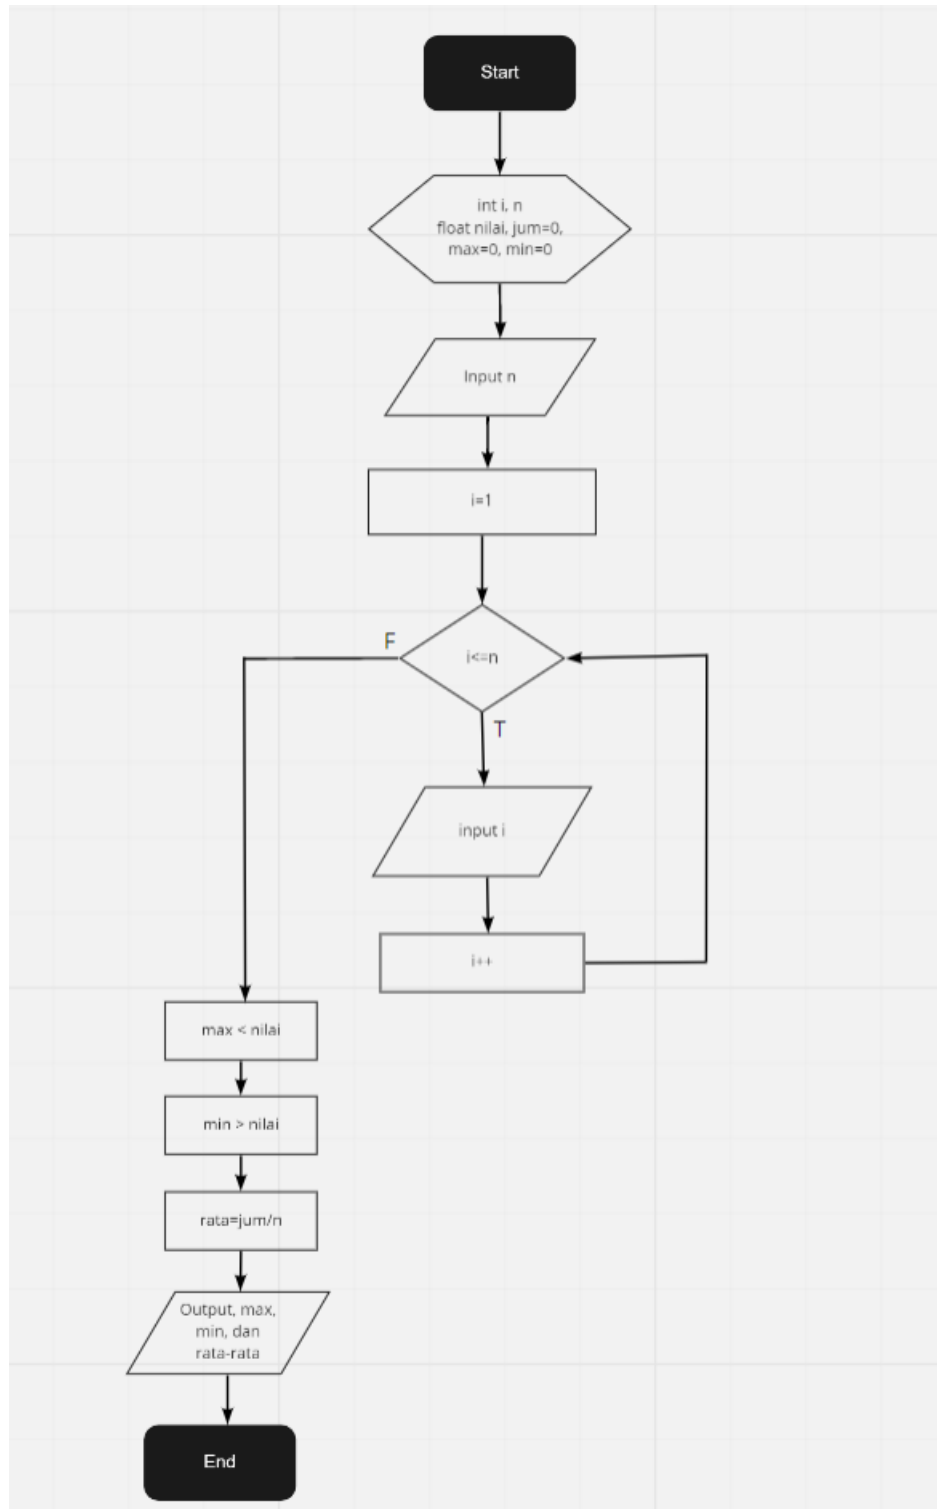 Start
int i, n
float nilai, jum=0,
max=0, min=0
Input n
i=1
i<=n
F
T
input i
i++
max < nilai
min > nilai
rata=jum/n
Output, max,
min, dan
rata-rata
End